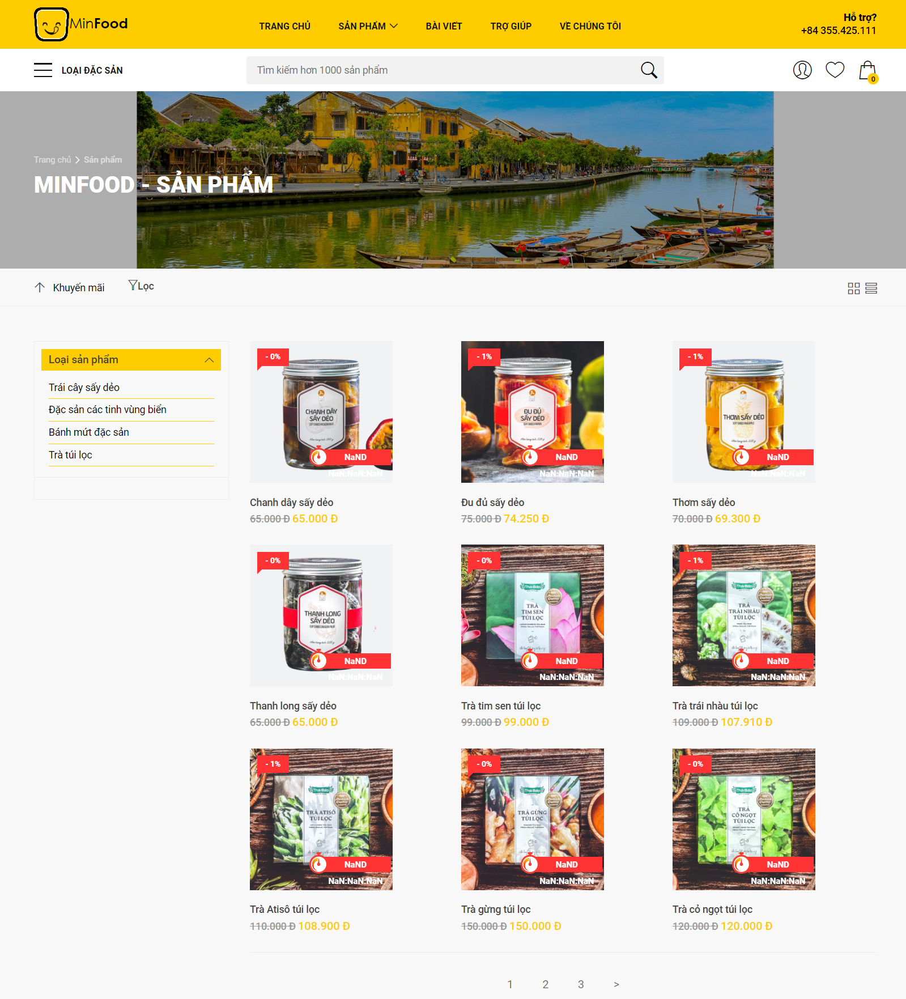 MinFood
TRANG CHỦ
SẢN PHẨM
BÀI VIẾT
TRỢ GIÚP
VỀ CHÚNG TÔI
Hỗ trợ?
+84 355.425.111
LOẠI ĐẶC SẢN
Tìm kiếm hơn 1000 sản phẩm
0
Trang chủ
Sản phẩm
MINFOOD - SẢN PHẨM
Khuyến mãi
Lọc
Loại sản phẩm
Trái cây sấy dẻo
Đặc sản các tỉnh vùng biển
Bánh mứt đặc sản
Trà túi lọc
- 0%
CHANH DÂY
SẤY DẺO
NaND
NaN:NaN:NaN
Chanh dây sấy dẻo
65.000 Đ 65.000 Đ
- 1%
ĐU ĐỦ
SẤY DẺO
NaND
NaN:NaN:NaN
Đu đủ sấy dẻo
75.000 Đ 74.250 Đ
- 1%
THƠM SẤY DẺO
NaND
NaN:NaN:NaN
Thơm sấy dẻo
70.000 Đ 69.300 Đ
- 0%
THANH LONG
SẤY DẺO
NaND
NaN:NaN:NaN
Thanh long sấy dẻo
65.000 Đ 65.000 Đ
- 0%
Thái Bảo
TRÀ
TIM SEN
TÚI LỌC
NaND
NaN:NaN:NaN
Trà tim sen túi lọc
99.000 Đ 99.000 Đ
- 1%
Thái Bảo
TRÀ
TRÁI NHÀU
TÚI LỌC
NaND
NaN:NaN:NaN
Trà trái nhàu túi lọc
109.000 Đ 107.910 Đ
- 1%
Thái Bảo
TRÀ ATISÔ
TÚI LỌC
NaND
NaN:NaN:NaN
Trà Atisô túi lọc
110.000 Đ 108.900 Đ
- 0%
Thái Bảo
TRÀ GỪNG
TÚI LỌC
NaND
NaN:NaN:NaN
Trà gừng túi lọc
150.000 Đ 150.000 Đ
- 0%
Thái Bảo
TRÀ
CỎ NGỌT
TÚI LỌC
NaND
NaN:NaN:NaN
Trà cỏ ngọt túi lọc
120.000 Đ 120.000 Đ
1 2 3 >